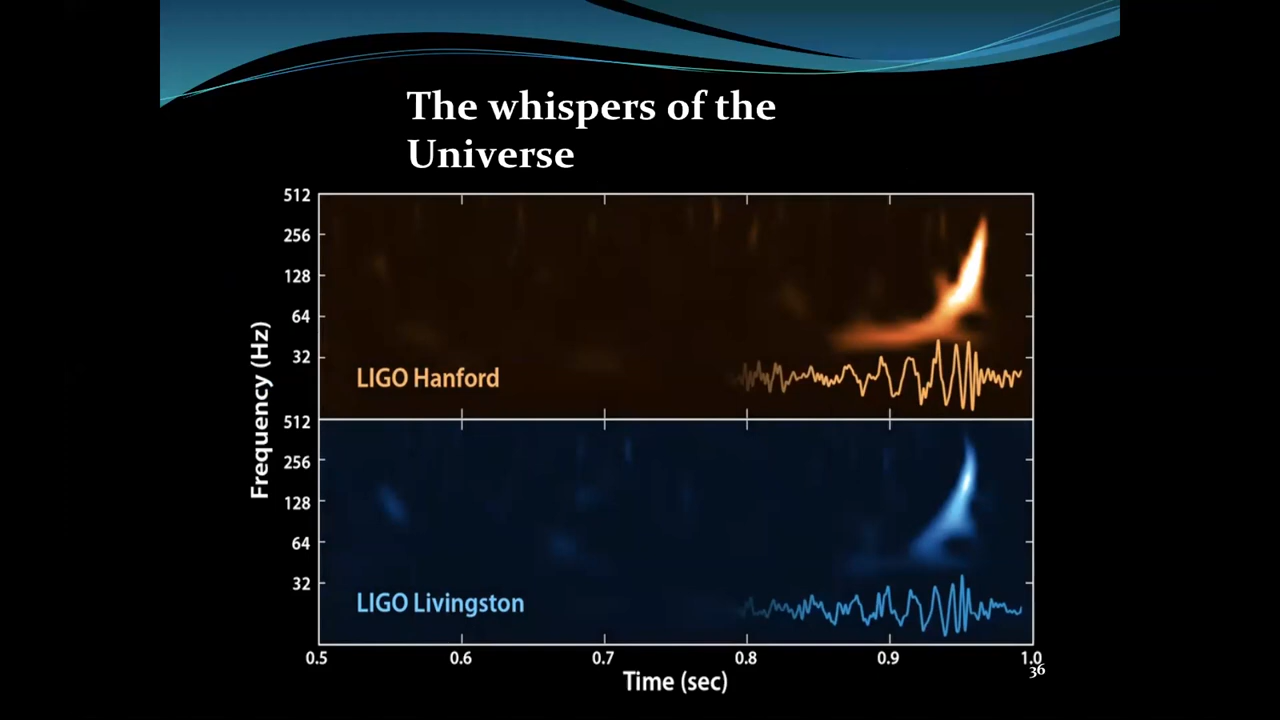 The whispers of the
Universe
512
256
128
64
32
LIGO Hanford
Frequency (Hz)
512
256
128
64
32
LIGO Livingston
0.5 0.6 0.7 0.8 0.9 1.0
Time (sec)
36